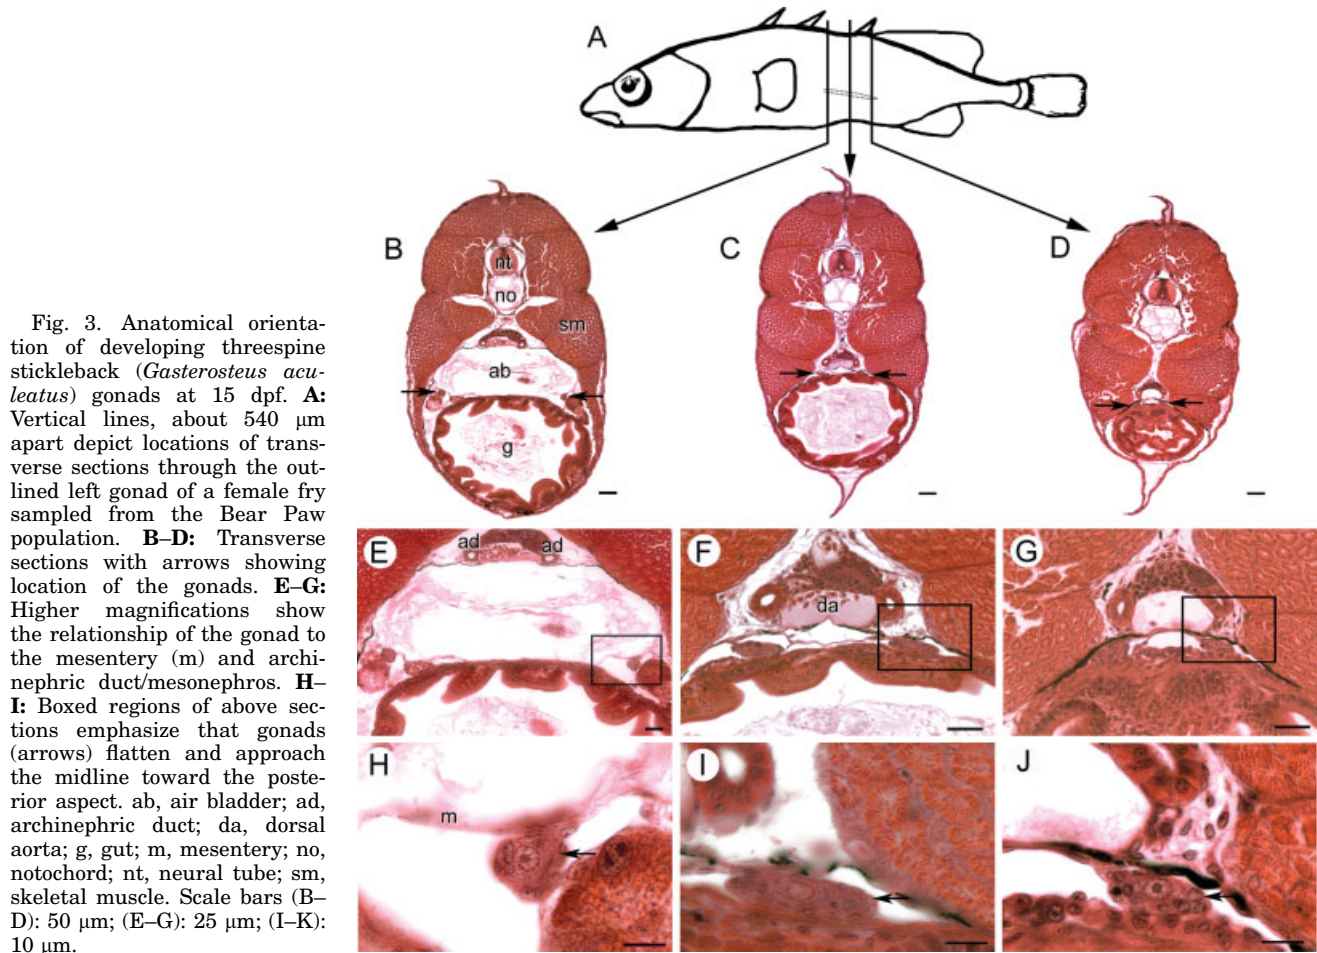 Fig. 3. Anatomical orienta-
tion of developing threespine
stickleback (Gasterosteus acu-
leatus) gonads at 15 dpf. A:
Vertical lines, about 540 μm
apart depict locations of trans-
verse sections through the out-
lined left gonad of a female fry
sampled from the Bear Paw
population. B–D: Transverse
sections with arrows showing
location of the gonads. E–G:
Higher magnifications show
the relationship of the gonad to
the mesentery (m) and archi-
nephric duct/mesonephros. H–
I: Boxed regions of above sec-
tions emphasize that gonads
(arrows) flatten and approach
the midline toward the poste-
rior aspect. ab, air bladder; ad,
archinephric duct; da, dorsal
aorta; g, gut; m, mesentery; no,
notochord; nt, neural tube; sm,
skeletal muscle. Scale bars (B–
D): 50 μm; (E–G): 25 μm; (I–K):
10 μm.
A
B
nt
no
sm
ab
g
C
D
E
ad
ad
F
da
G
H
m
I
J